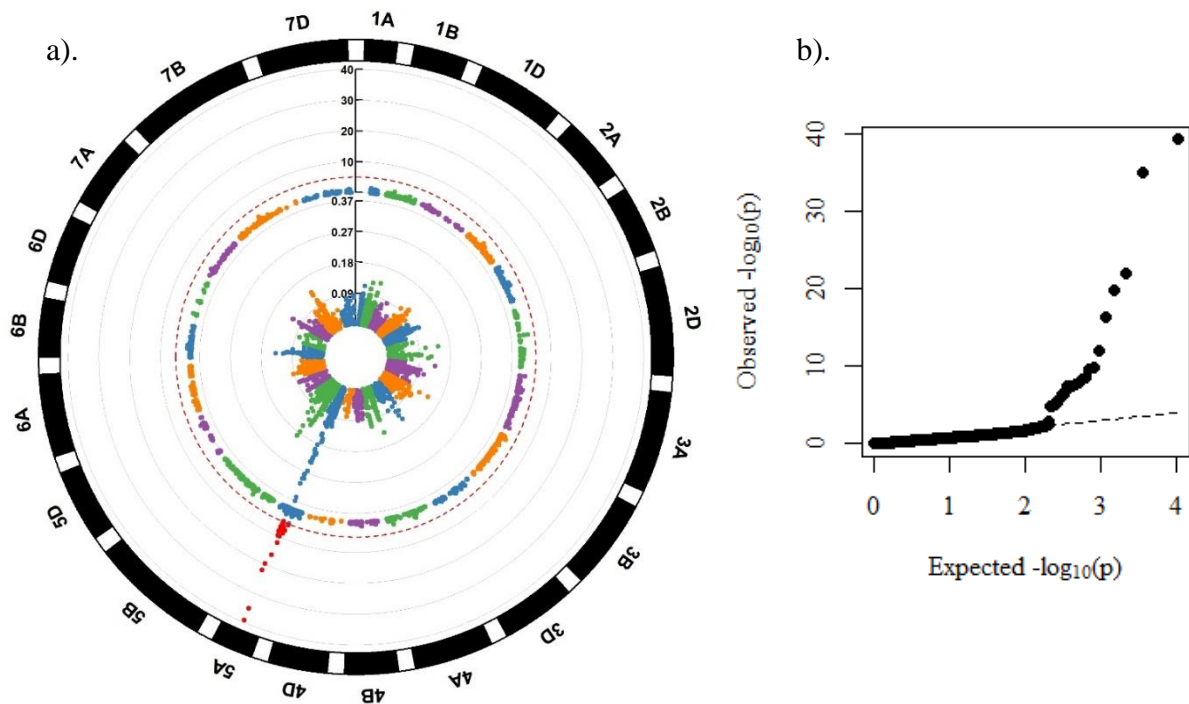 a).
b).
7D
1A
1B
1D
2A
2B
2D
3A
3B
3D
4A
4B
4D
5A
5B
5D
6A
6B
6D
7A
7B
40
30
20
10
0.37
0.27
0.18
0.09
Observed -log₁₀(p)
40
30
20
10
0
0 1 2 3 4
Expected -log₁₀(p)